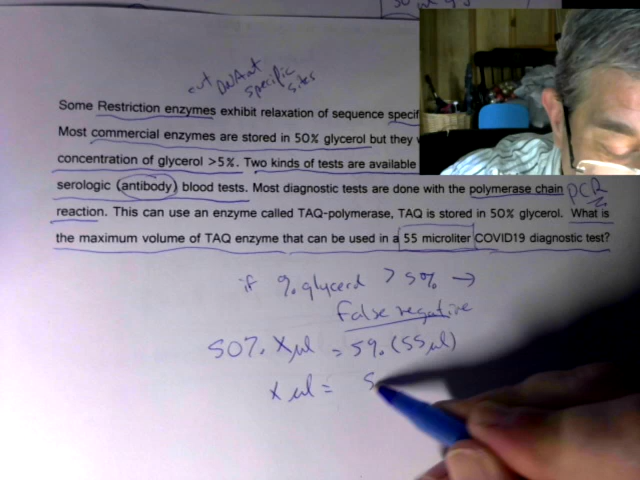 cut DNA at
specific
sites
Some Restriction enzymes exhibit relaxation of sequence specif
Most commercial enzymes are stored in 50% glycerol but they
concentration of glycerol >5%. Two kinds of tests are available
serologic (antibody) blood tests. Most diagnostic tests are done with the polymerase chain PCR
reaction. This can use an enzyme called TAQ-polymerase, TAQ is stored in 50% glycerol. What is
the maximum volume of TAQ enzyme that can be used in a 55 microliter COVID19 diagnostic test?
if % glycerol > 50% →
False negative
50% X µl = 5% (55 µl)
X µl = 5